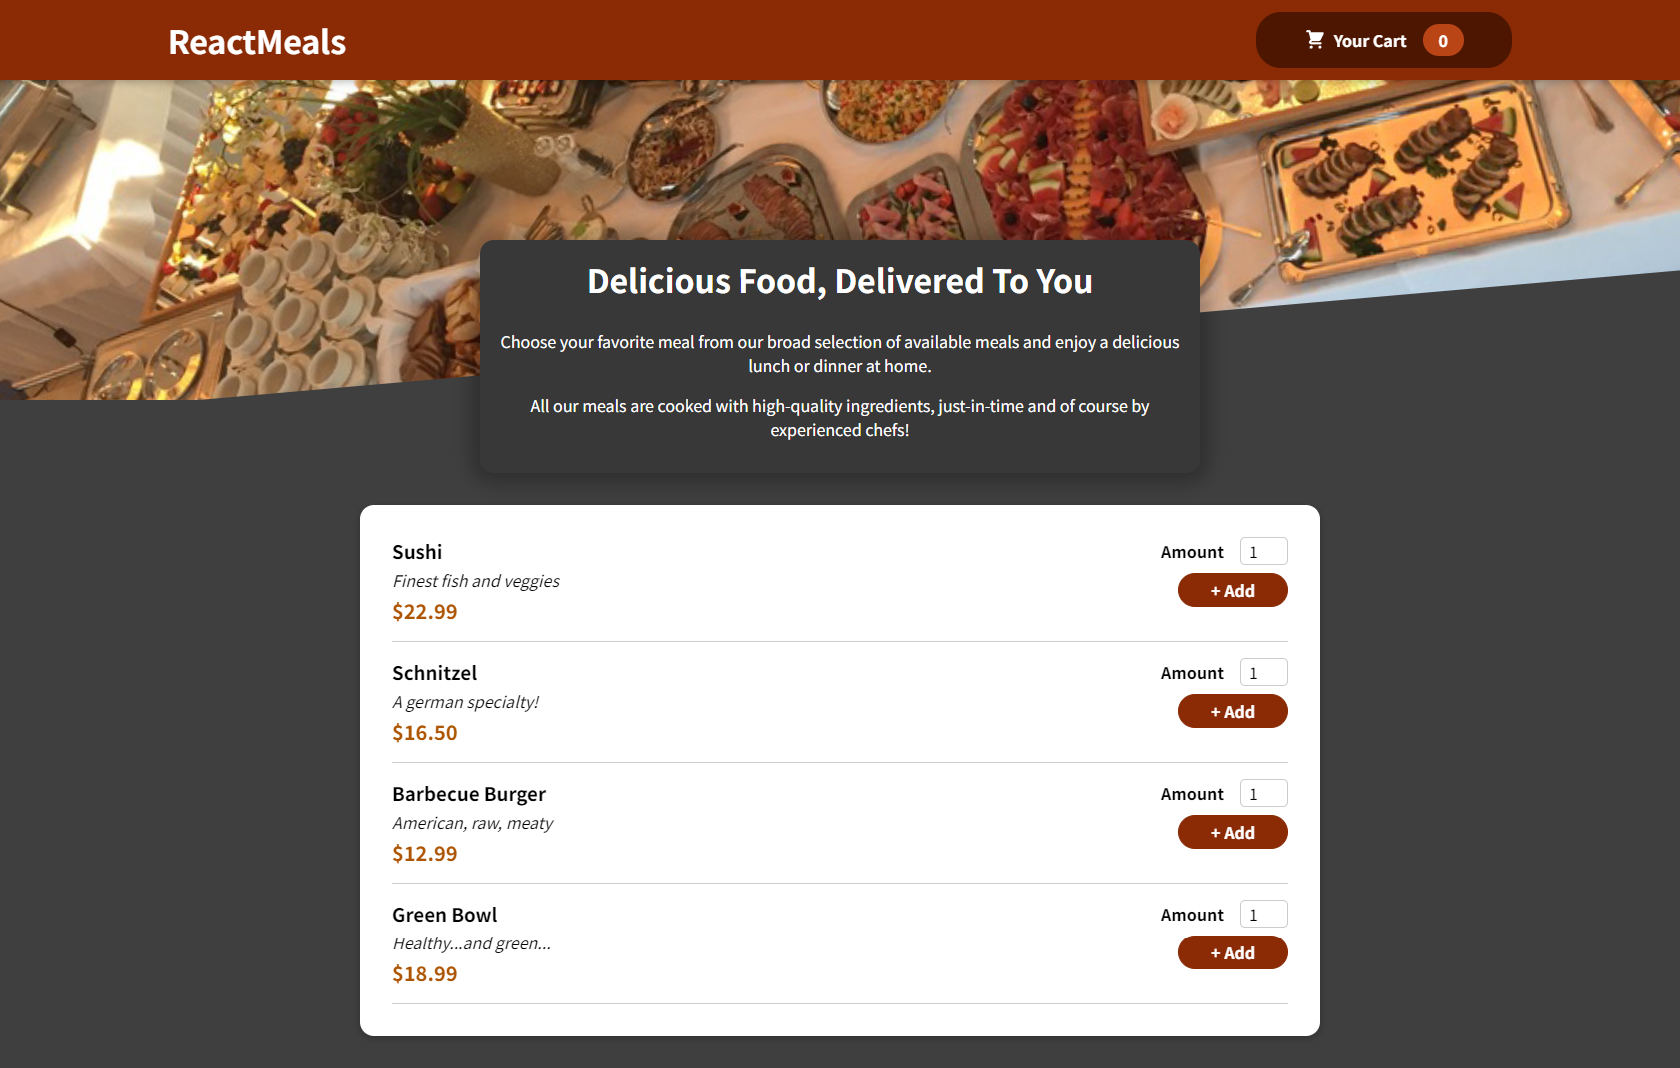 ReactMeals
Your Cart 0
Delicious Food, Delivered To You
Choose your favorite meal from our broad selection of available meals and enjoy a delicious
lunch or dinner at home.
All our meals are cooked with high-quality ingredients, just-in-time and of course by
experienced chefs!
Sushi
Finest fish and veggies
$22.99
Amount 1
+ Add
Schnitzel
A german specialty!
$16.50
Amount 1
+ Add
Barbecue Burger
American, raw, meaty
$12.99
Amount 1
+ Add
Green Bowl
Healthy...and green...
$18.99
Amount 1
+ Add